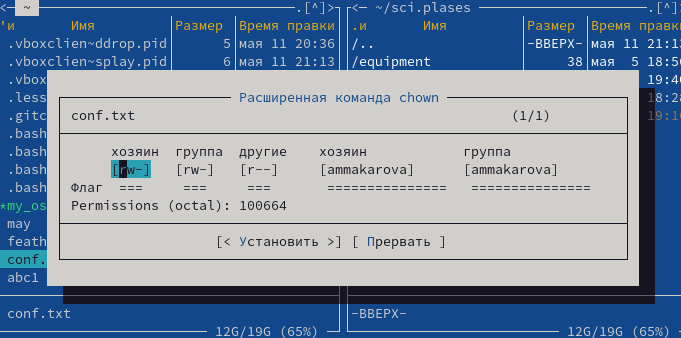 <─ ~ .[^]>
<─ ~/sci.plases .[^]>
'и Имя Размер Время правки
.и Имя Размер Время правки
.vboxclien~ddrop.pid 5 мая 11 20:36
/.. -ВВЕРХ- мая 11 21:1
.vboxclien~splay.pid 6 мая 11 21:13
/equipment 38 мая 5 18:5
.vbox 19:4
.less 18:28
.gitc 19:1
.bash
.bash
.bash
.bash
*my_os
may
feath
conf.
abc1
Расширенная команда chown
conf.txt (1/1)
хозяин группа другие хозяин группа
[rw-] [rw-] [r--] [ammakarova] [ammakarova]
Флаг === === === =============== ===============
Permissions (octal): 100664
[< Установить >] [ Прервать ]
conf.txt
-ВВЕРХ-
12G/19G (65%)
12G/19G (65%)